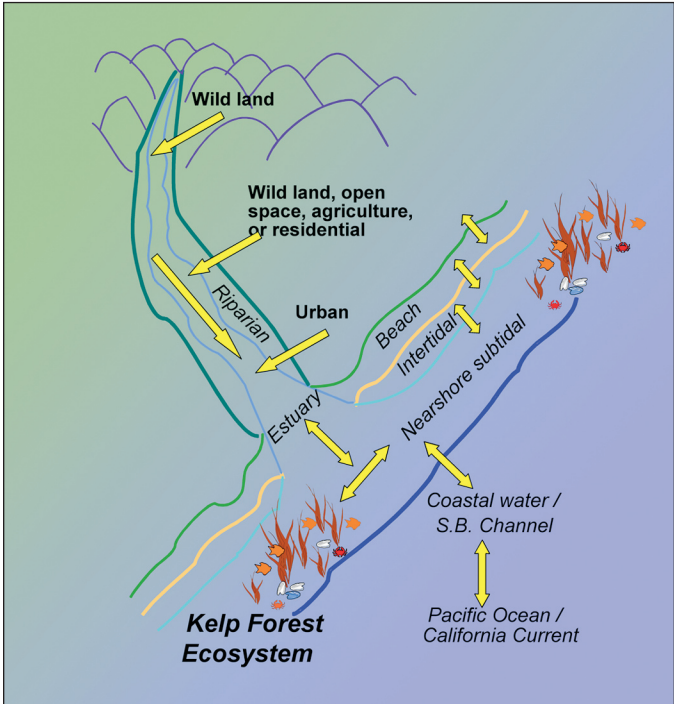 Wild land
Wild land, open
space, agriculture,
or residential
Riparian
Urban
Beach
Intertidal
Nearshore subtidal
Estuary
Coastal water /
S.B. Channel
Pacific Ocean /
California Current
Kelp Forest
Ecosystem